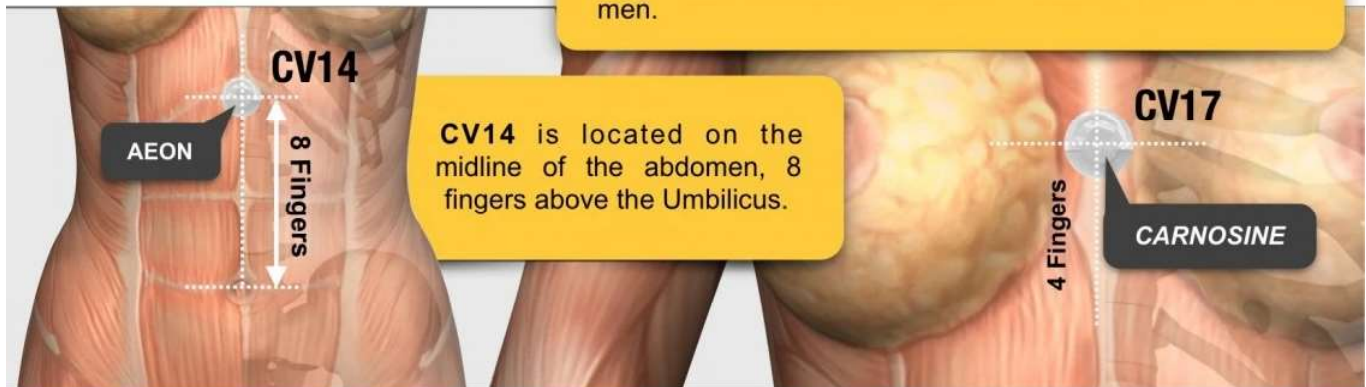 men.
CV14
AEON
8 Fingers
CV14 is located on the
midline of the abdomen, 8
fingers above the Umbilicus.
CV17
4 Fingers
CARNOSINE